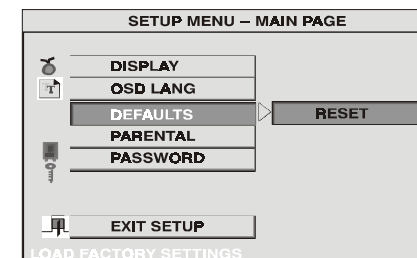 SETUP MENU – MAIN PAGE
DISPLAY
T
OSD LANG
DEFAULTS
RESET
PARENTAL
PASSWORD
EXIT SETUP
LOAD FACTORY SETTINGS